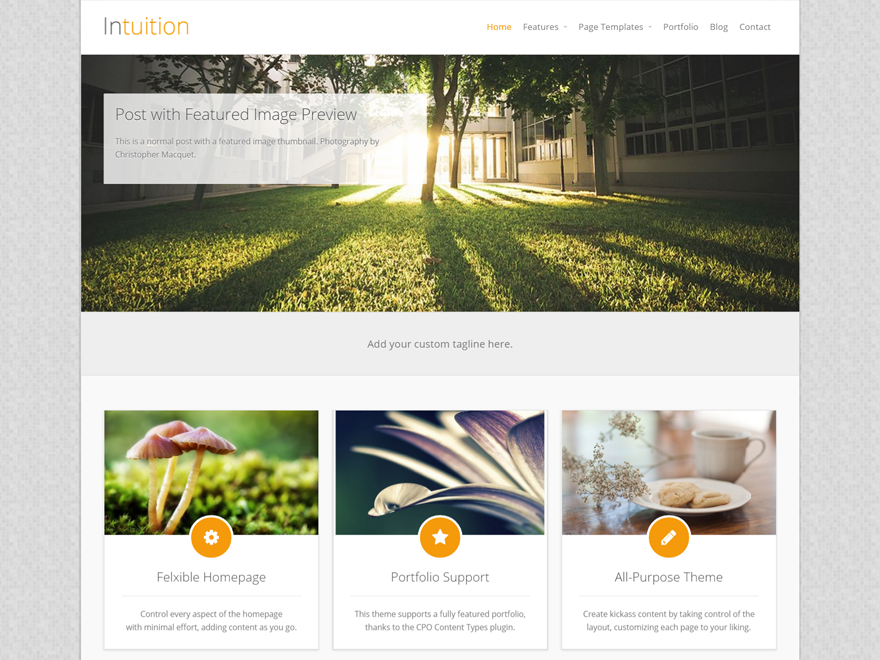 Intuition
Home Features Page Templates Portfolio Blog Contact
Post with Featured Image Preview
This is a normal post with a featured image thumbnail. Photography by
Christopher Macquet.
Add your custom tagline here.
Felxible Homepage
Control every aspect of the homepage
with minimal effort, adding content as you go.
Portfolio Support
This theme supports a fully featured portfolio,
thanks to the CPO Content Types plugin.
All-Purpose Theme
Create kickass content by taking control of the
layout, customizing each page to your liking.